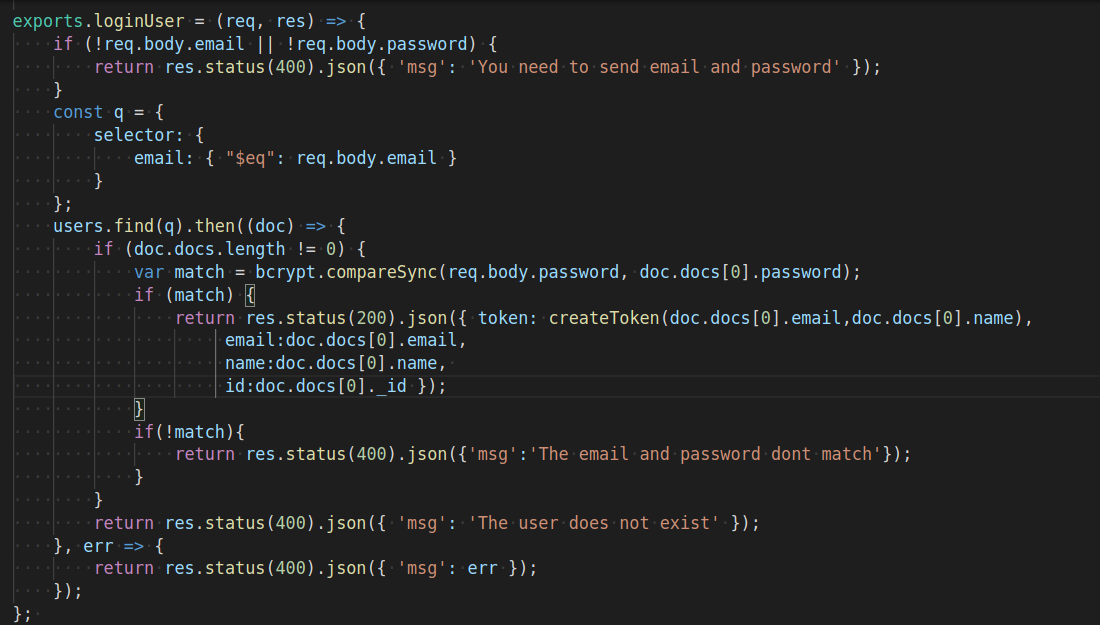 exports.loginUser = (req, res) => {
    if (!req.body.email || !req.body.password) {
        return res.status(400).json({ 'msg': 'You need to send email and password' });
    }
    const q = {
        selector: {
            email: { "$eq": req.body.email }
        }
    };
    users.find(q).then((doc) => {
        if (doc.docs.length != 0) {
            var match = bcrypt.compareSync(req.body.password, doc.docs[0].password);
            if (match) {
                return res.status(200).json({ token: createToken(doc.docs[0].email,doc.docs[0].name),
                     email:doc.docs[0].email,
                     name:doc.docs[0].name,
                     id:doc.docs[0]._id });
            }
            if(!match){
                return res.status(400).json({'msg':'The email and password dont match'});
            }
        }
        return res.status(400).json({ 'msg': 'The user does not exist' });
    }, err => {
        return res.status(400).json({ 'msg': err });
    });
};